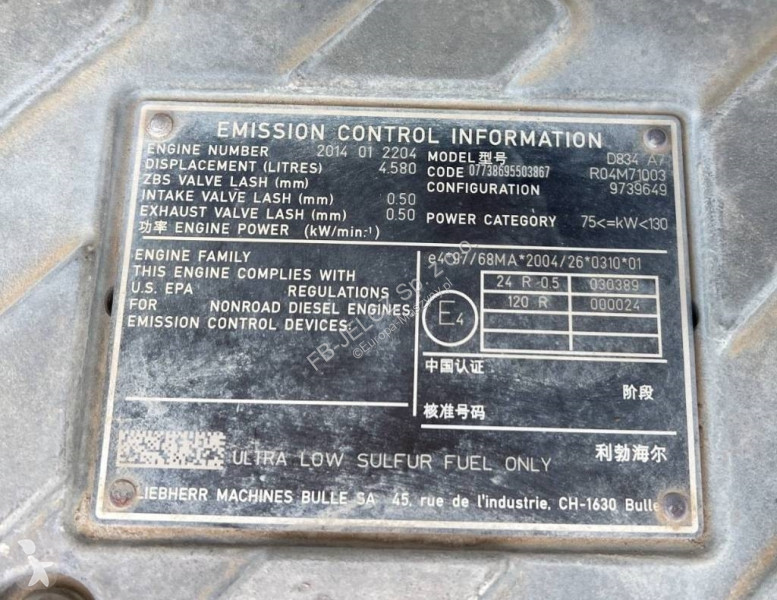 EMISSION CONTROL INFORMATION
ENGINE NUMBER 2014 01 2204
DISPLACEMENT (LITRES) 4.580
ZBS VALVE LASH (mm)
INTAKE VALVE LASH (mm) 0.50
EXHAUST VALVE LASH (mm) 0.50
功率 ENGINE POWER (kW/min-1)
MODEL 型号 D834 A7
CODE 07738695503867 R04M71003
CONFIGURATION 9739649
POWER CATEGORY 75<=kW<130
ENGINE FAMILY
THIS ENGINE COMPLIES WITH
U.S. EPA REGULATIONS
FOR NONROAD DIESEL ENGINES
EMISSION CONTROL DEVICES:
e4*97/68MA*2004/26*0310*01
E4
24 R -0.5 030389
120 R 000024
中国认证
阶段
核准号码
利勃海尔
ULTRA LOW SULFUR FUEL ONLY
LIEBHERR MACHINES BULLE SA 45, rue de l'industrie, CH-1630 Bulle
FB-JELCZ Sp. z o.o.
©Europa-Maszyny.pl